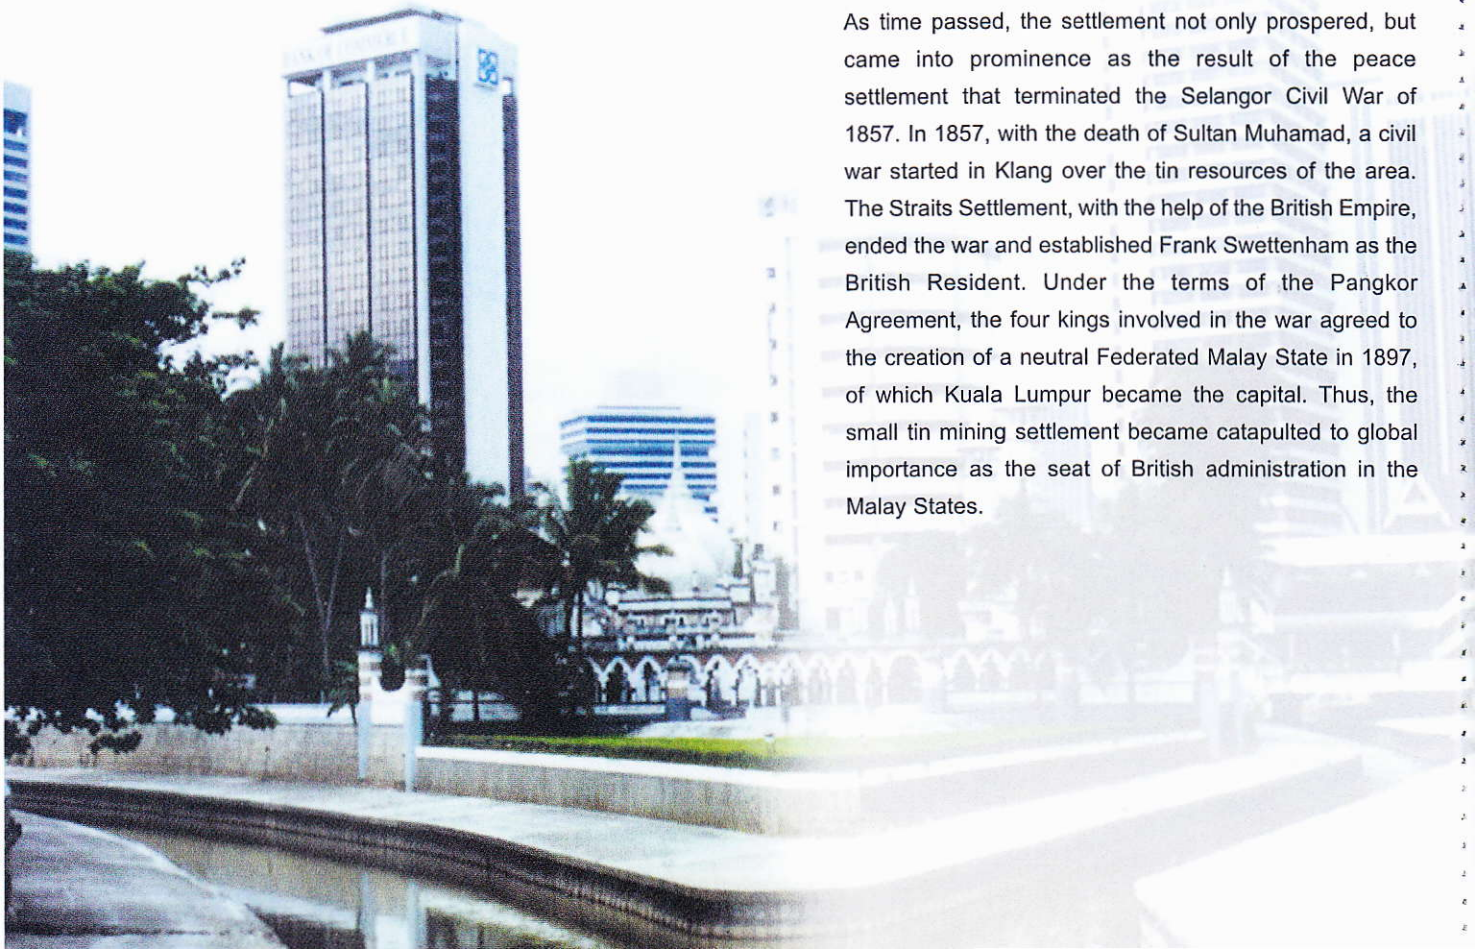 As time passed, the settlement not only prospered, but
came into prominence as the result of the peace
settlement that terminated the Selangor Civil War of
1857. In 1857, with the death of Sultan Muhamad, a civil
war started in Klang over the tin resources of the area.
The Straits Settlement, with the help of the British Empire,
ended the war and established Frank Swettenham as the
British Resident. Under the terms of the Pangkor
Agreement, the four kings involved in the war agreed to
the creation of a neutral Federated Malay State in 1897,
of which Kuala Lumpur became the capital. Thus, the
small tin mining settlement became catapulted to global
importance as the seat of British administration in the
Malay States.